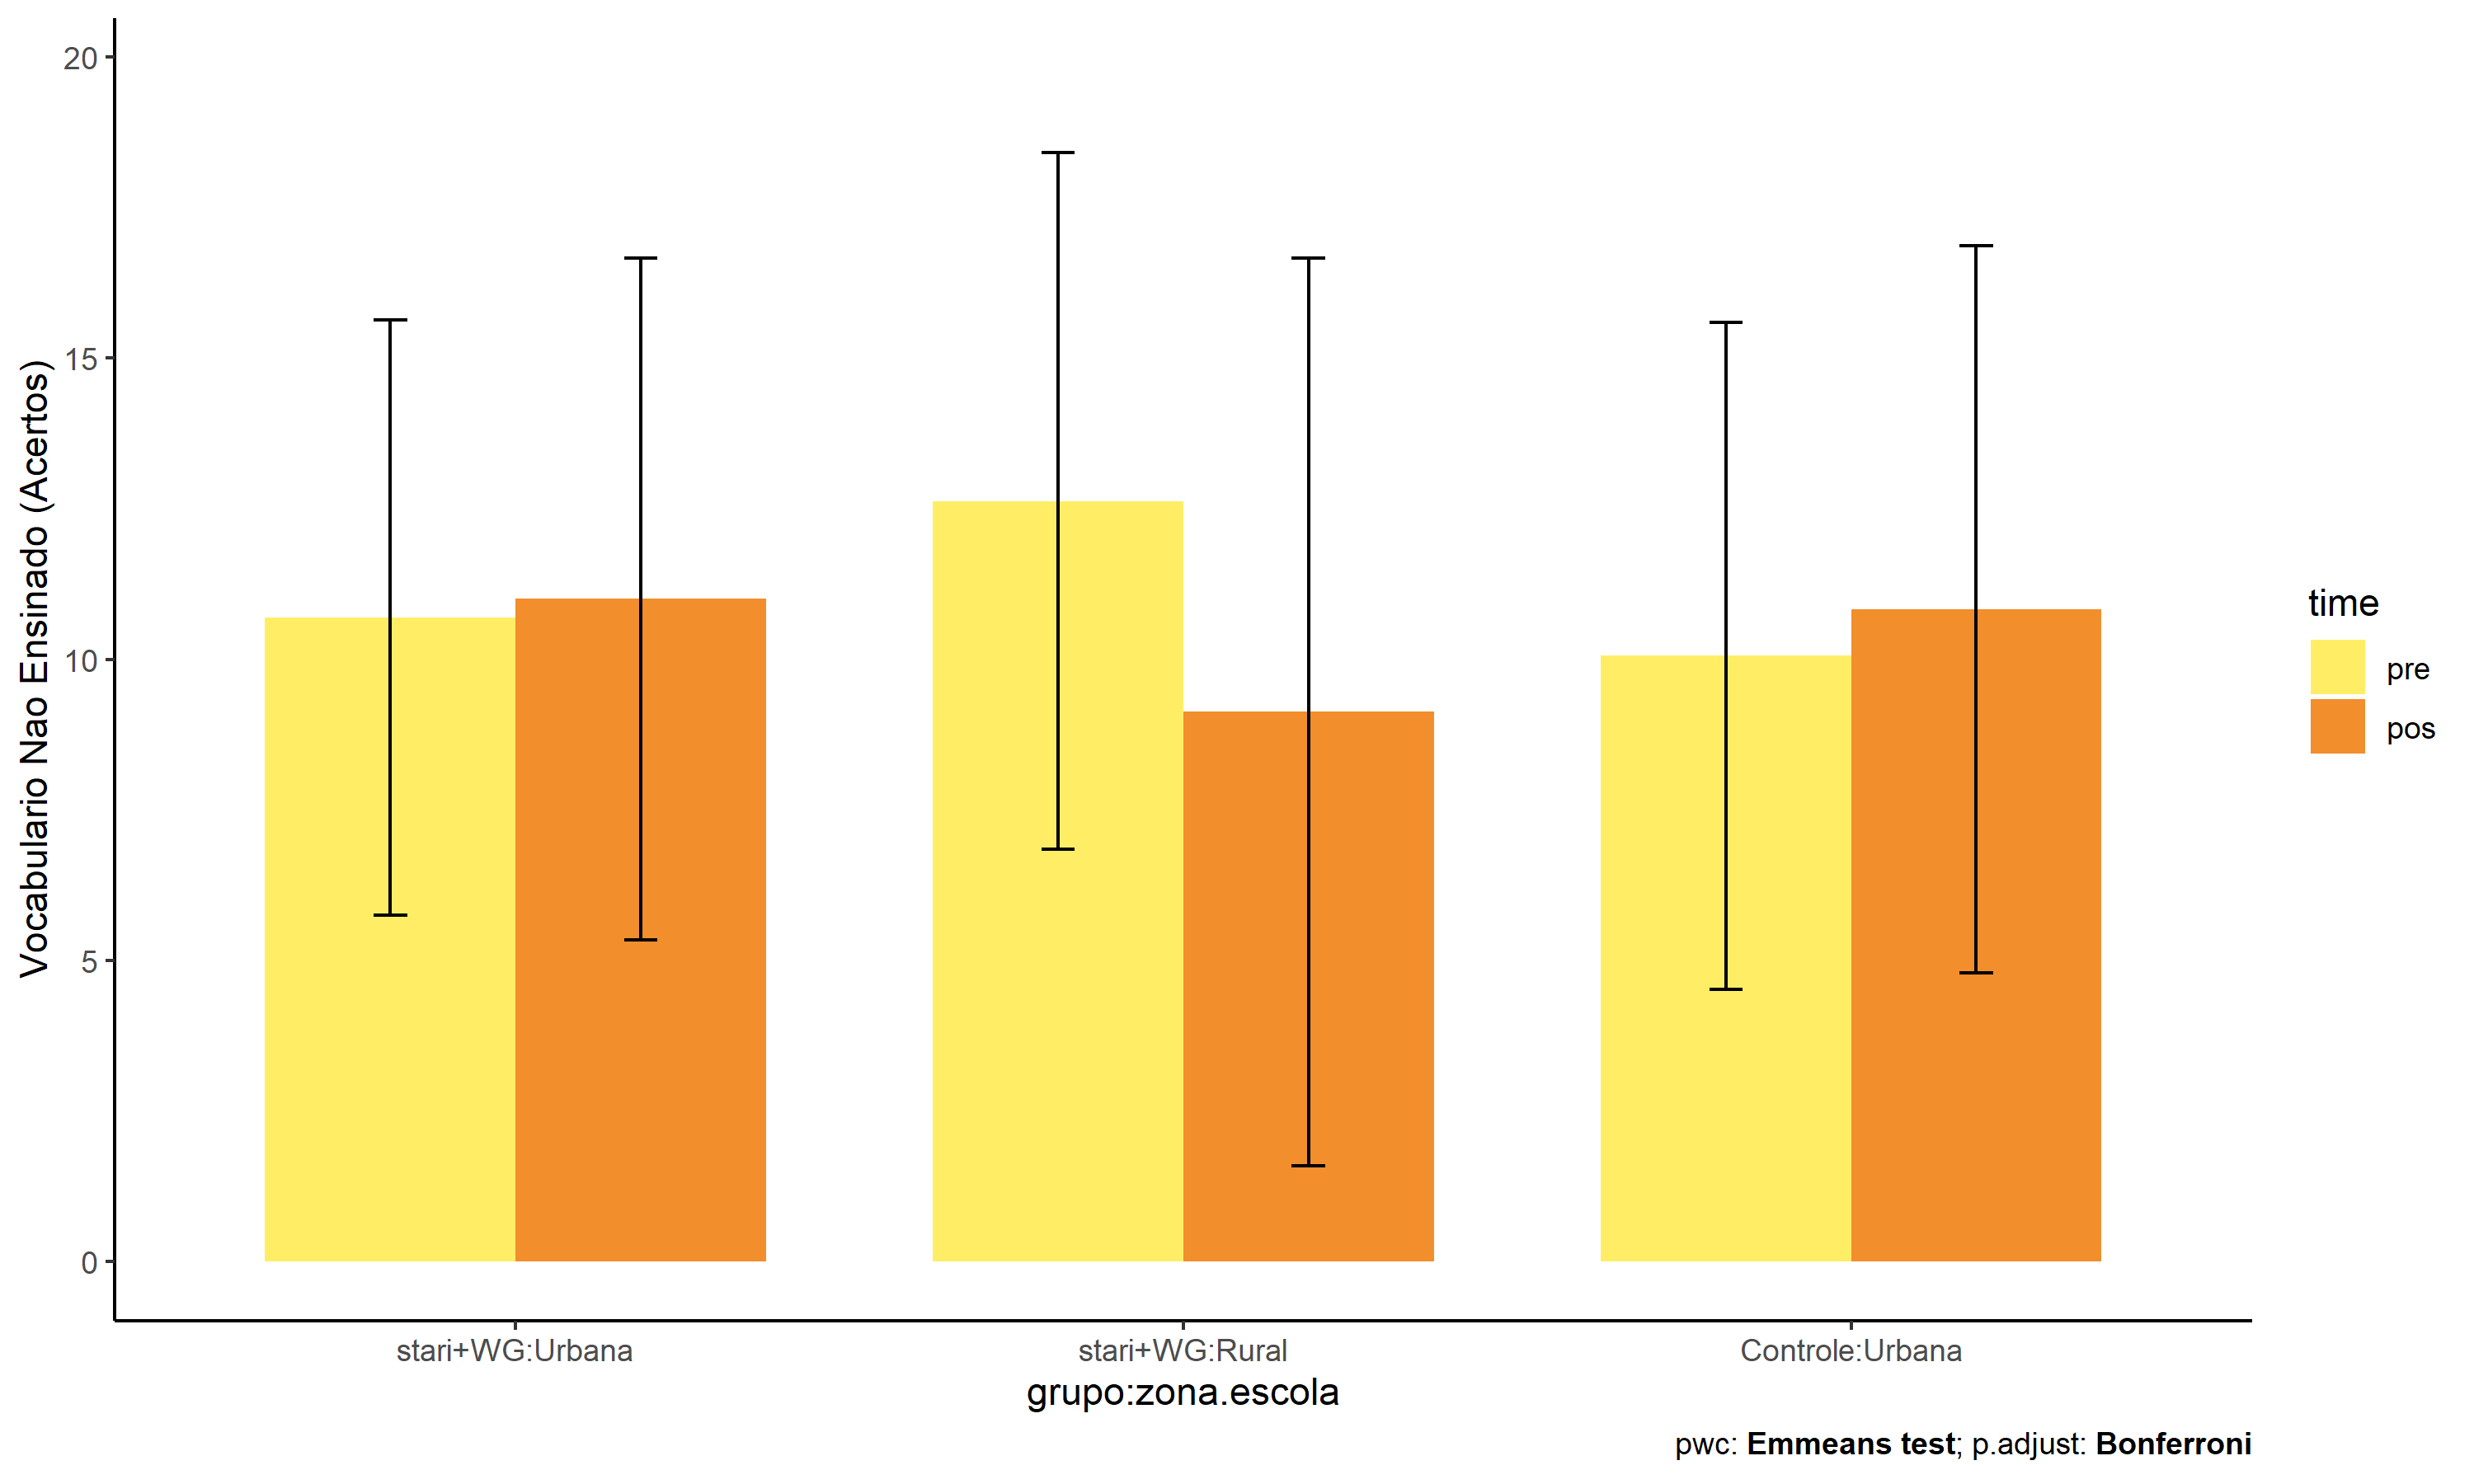 Vocabulario Nao Ensinado (Acertos)
20
15
10
5
0
stari+WG:Urbana
stari+WG:Rural
Controle:Urbana
grupo:zona.escola
time
pre
pos
pwc: Emmeans test; p.adjust: Bonferroni